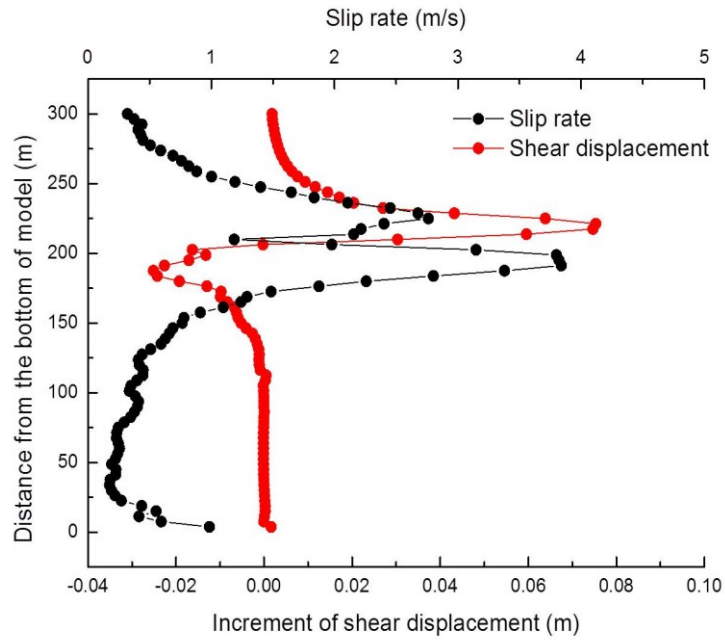 Slip rate (m/s)
0 1 2 3 4 5
Slip rate
Shear displacement
Distance from the bottom of model (m)
300
250
200
150
100
50
0
-0.04 -0.02 0.00 0.02 0.04 0.06 0.08 0.10
Increment of shear displacement (m)